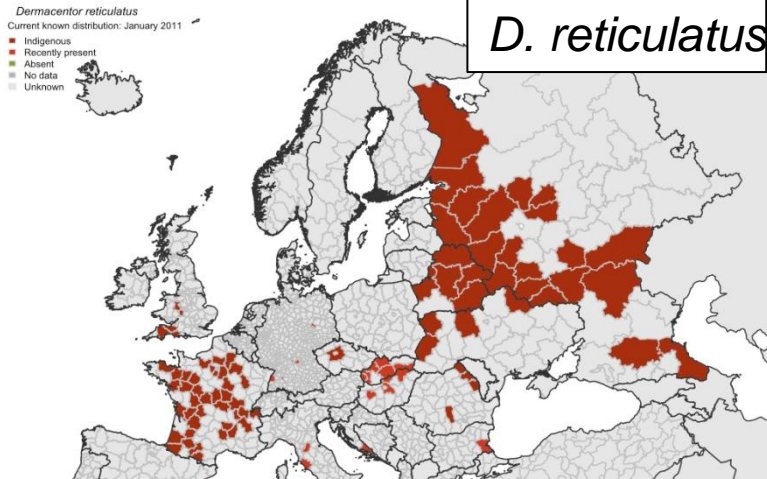 Dermacentor reticulatus
Current known distribution: January 2011
Indigenous
Recently present
Absent
No data
Unknown
D. reticulatus